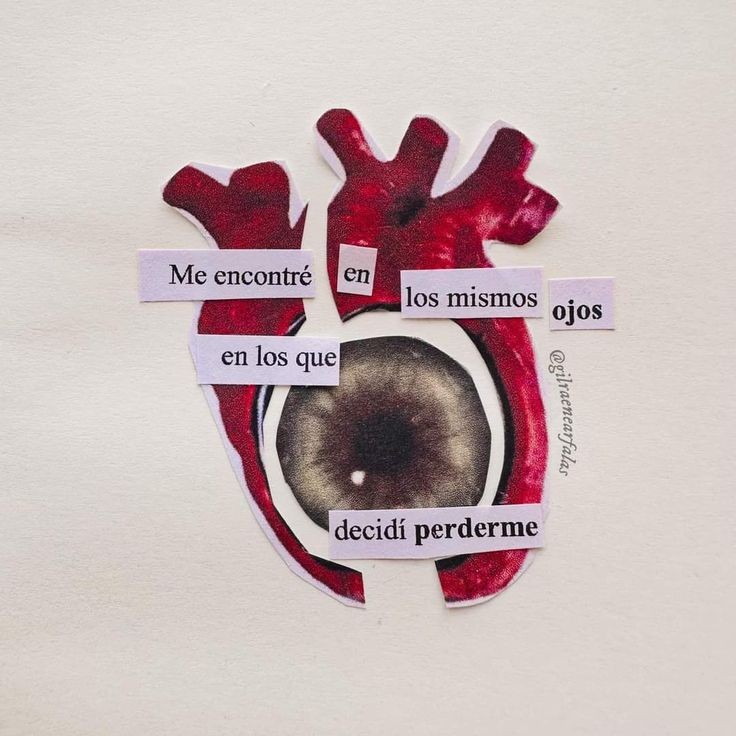 Me encontré en los mismos ojos
en los que
decidí perderme
@gilraenearfalas